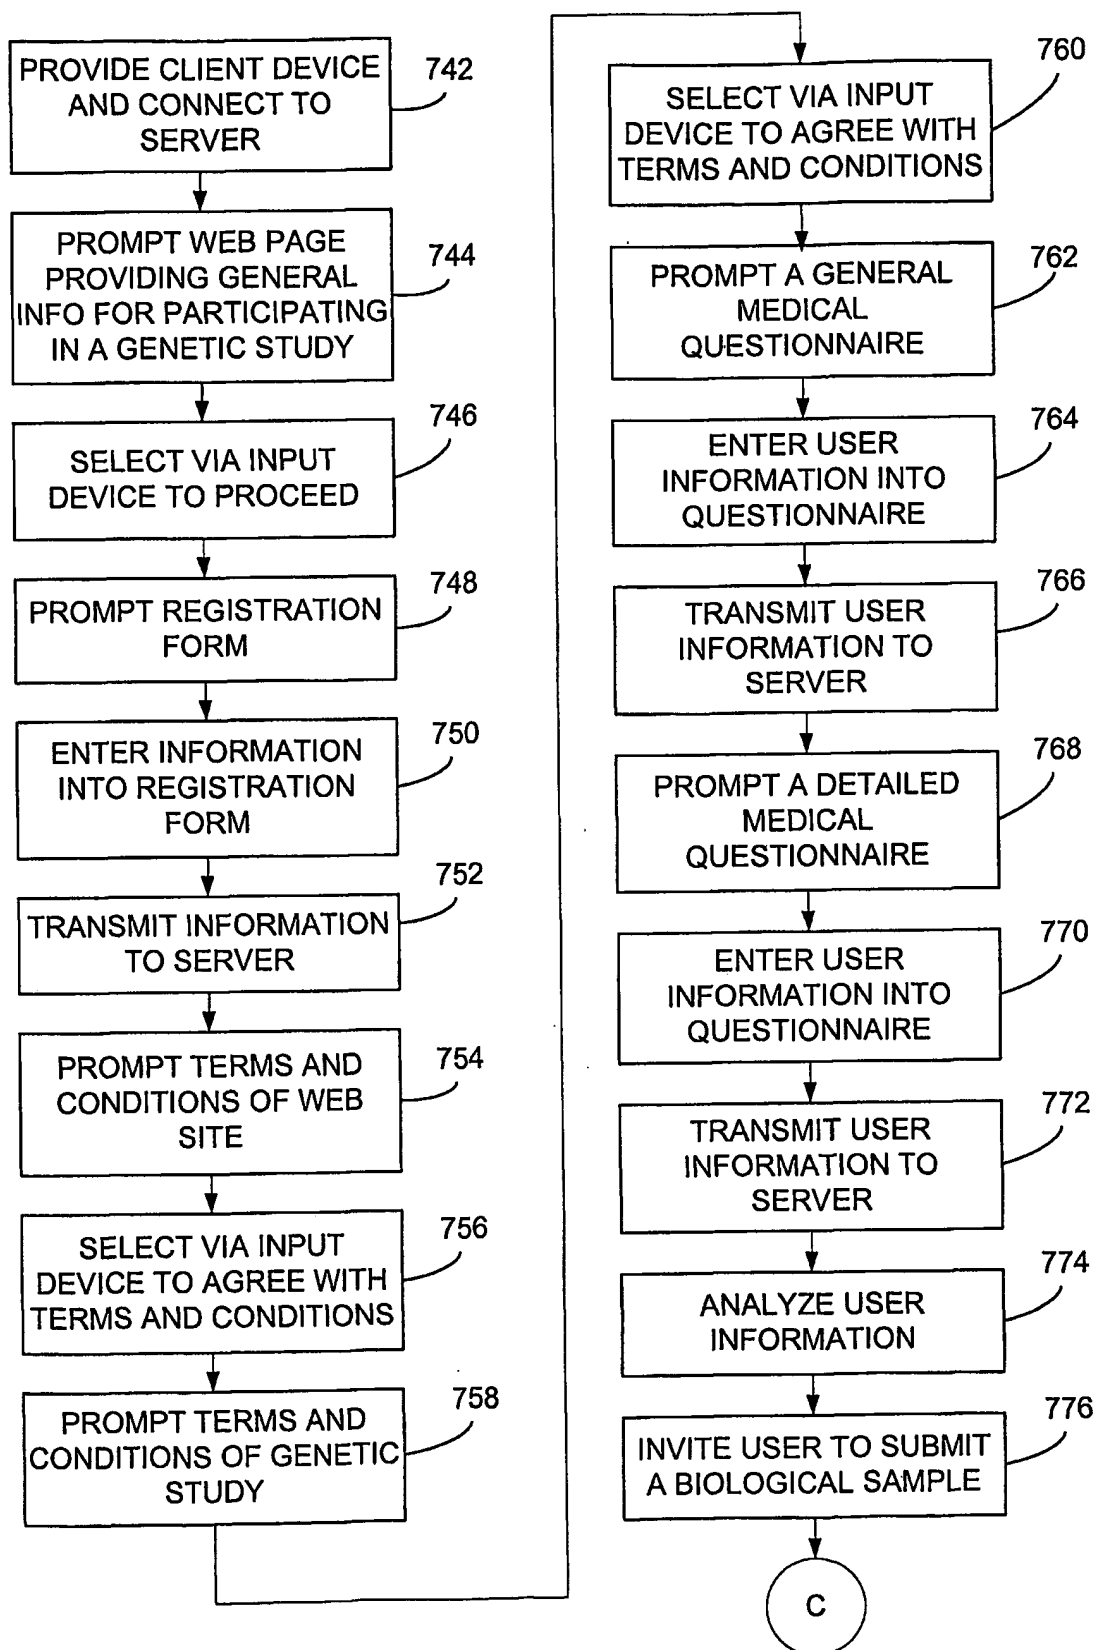 PROVIDE CLIENT DEVICE
AND CONNECT TO
SERVER
742
PROMPT WEB PAGE
PROVIDING GENERAL
INFO FOR PARTICIPATING
IN A GENETIC STUDY
744
SELECT VIA INPUT
DEVICE TO PROCEED
746
PROMPT REGISTRATION
FORM
748
ENTER INFORMATION
INTO REGISTRATION
FORM
750
TRANSMIT INFORMATION
TO SERVER
752
PROMPT TERMS AND
CONDITIONS OF WEB
SITE
754
SELECT VIA INPUT
DEVICE TO AGREE WITH
TERMS AND CONDITIONS
756
PROMPT TERMS AND
CONDITIONS OF GENETIC
STUDY
758
SELECT VIA INPUT
DEVICE TO AGREE WITH
TERMS AND CONDITIONS
760
PROMPT A GENERAL
MEDICAL
QUESTIONNAIRE
762
ENTER USER
INFORMATION INTO
QUESTIONNAIRE
764
TRANSMIT USER
INFORMATION TO
SERVER
766
PROMPT A DETAILED
MEDICAL
QUESTIONNAIRE
768
ENTER USER
INFORMATION INTO
QUESTIONNAIRE
770
TRANSMIT USER
INFORMATION TO
SERVER
772
ANALYZE USER
INFORMATION
774
INVITE USER TO SUBMIT
A BIOLOGICAL SAMPLE
776
C